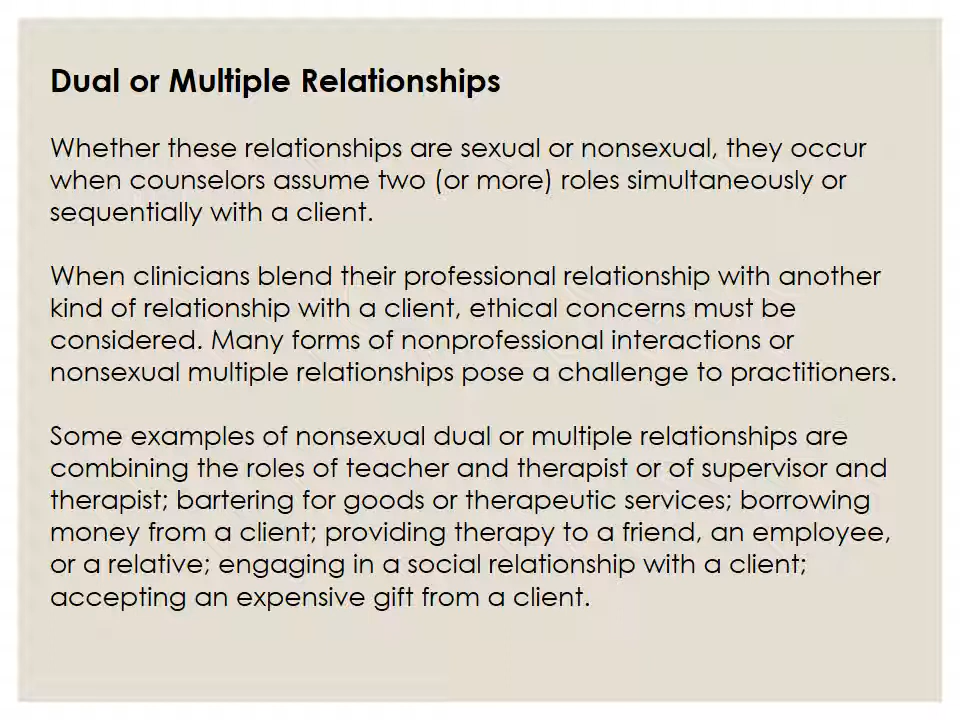 Dual or Multiple Relationships
Whether these relationships are sexual or nonsexual, they occur
when counselors assume two (or more) roles simultaneously or
sequentially with a client.
When clinicians blend their professional relationship with another
kind of relationship with a client, ethical concerns must be
considered. Many forms of nonprofessional interactions or
nonsexual multiple relationships pose a challenge to practitioners.
Some examples of nonsexual dual or multiple relationships are
combining the roles of teacher and therapist or of supervisor and
therapist; bartering for goods or therapeutic services; borrowing
money from a client; providing therapy to a friend, an employee,
or a relative; engaging in a social relationship with a client;
accepting an expensive gift from a client.